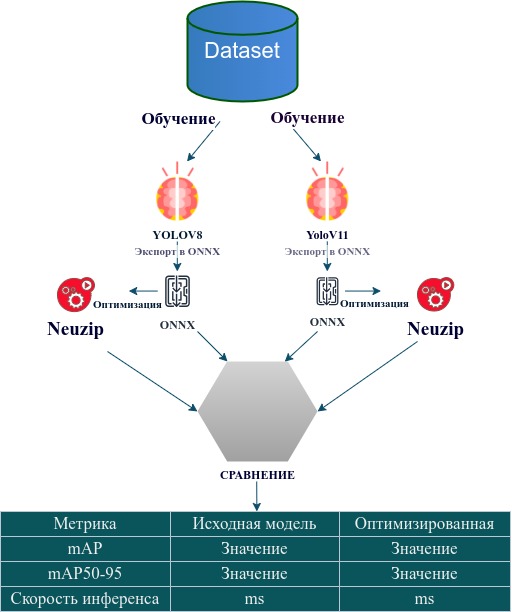 Dataset
Обучение Обучение
YOLOV8 YoloV11
Экспорт в ONNX Экспорт в ONNX
Оптимизация Оптимизация
ONNX ONNX
Neuzip Neuzip
СРАВНЕНИЕ
Метрика Исходная модель Оптимизированная
mAP Значение Значение
mAP50-95 Значение Значение
Скорость инференса ms ms